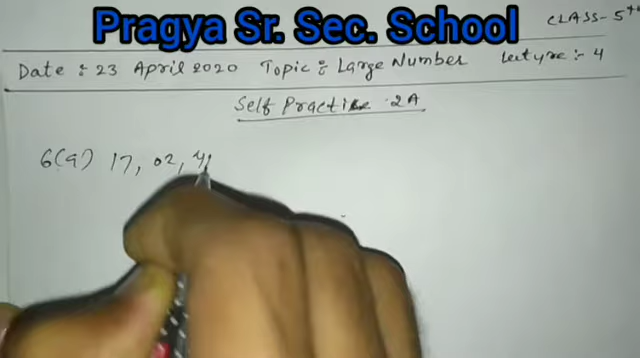 Pragya Sr. Sec. School
CLASS- 5th
Date : 23 April 2020 Topic : Large Number Lecture :- 4
Self Practice 2A
6(a) 17, 02, 41